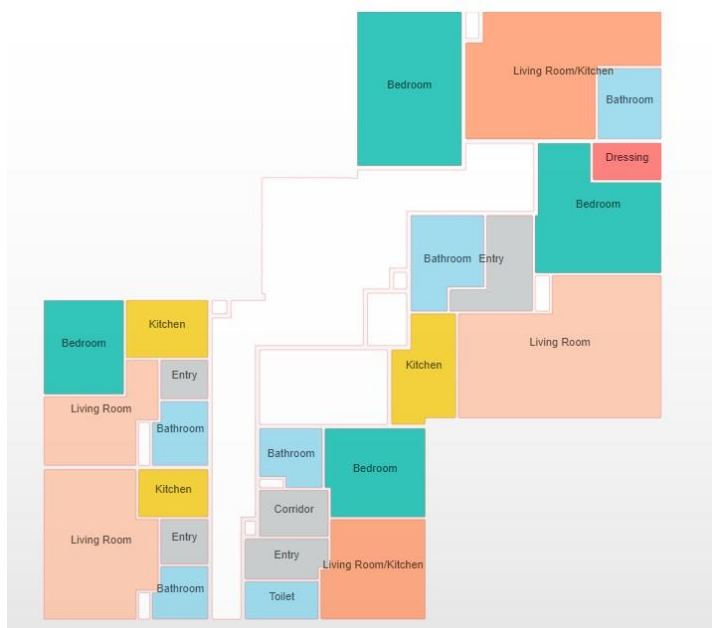 Bedroom
Living Room/Kitchen
Bathroom
Dressing
Bedroom
Bathroom
Entry
Living Room
Kitchen
Bedroom
Kitchen
Entry
Living Room
Bathroom
Kitchen
Living Room
Entry
Bathroom
Bathroom
Bedroom
Corridor
Entry
Living Room/Kitchen
Toilet